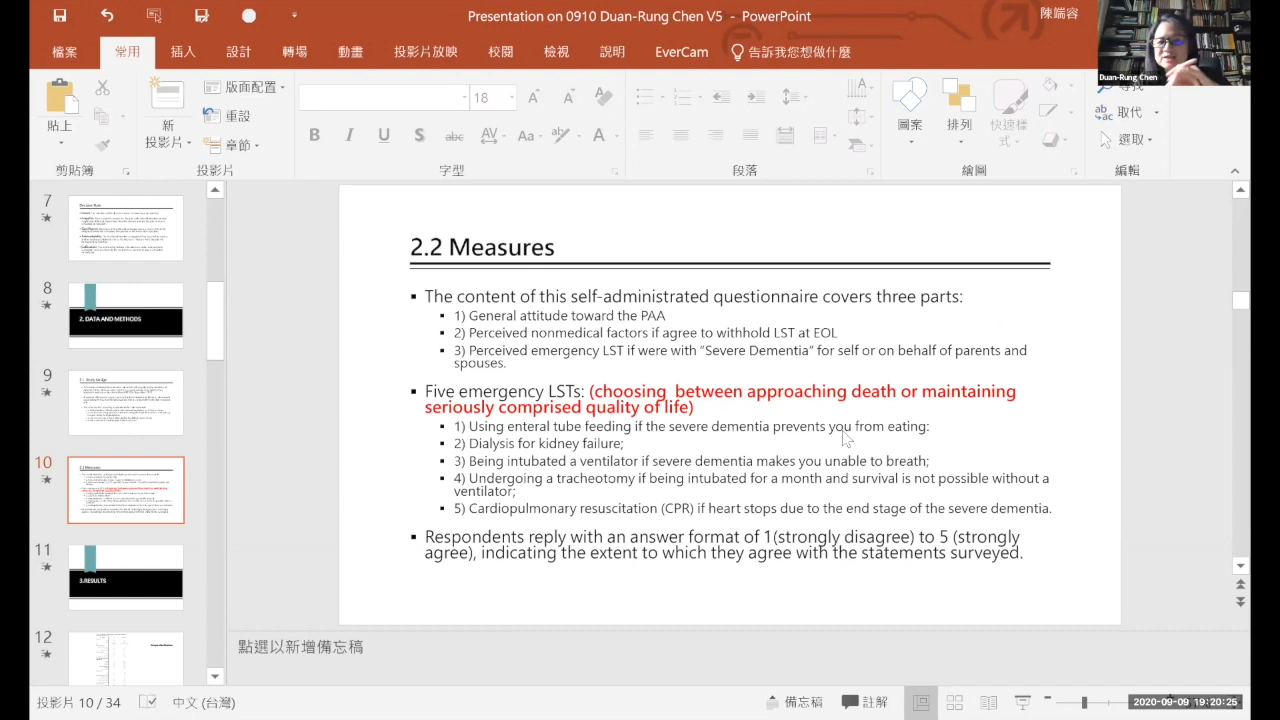 Presentation on 0910 Duan-Rung Chen V5 - PowerPoint
陳端容
Duan-Rung Chen
檔案 常用 插入 設計 轉場 動畫 投影片放映 校閱 檢視 說明 EverCam 告訴我您想做什麼
貼上
新
投影片
版面配置
重設
章節
18
B I U S abc AV Aa A
圖案
排列
快速樣
式
尋找
取代
選取
剪貼簿 投影片 字型 段落 繪圖 編輯
7
8
2. DATA AND METHODS
9
10
11
3.RESULTS
12
2.2 Measures
The content of this self-administrated questionnaire covers three parts:
1) General attitude toward the PAA
2) Perceived nonmedical factors if agree to withhold LST at EOL
3) Perceived emergency LST if were with “Severe Dementia” for self or on behalf of parents and
spouses.
Five emergency LSTs: (choosing between approaching death or maintaining
seriously comprised quality of life)
1) Using enteral tube feeding if the severe dementia prevents you from eating:
2) Dialysis for kidney failure;
3) Being intubated a ventilator if severe dementia makes you unable to breath;
4) Undergoing a tracheotomy if being intubated for a month and survival is not possible without a
ventilator;
5) Cardiopulmonary resuscitation (CPR) if heart stops due to the end stage of the severe dementia.
Respondents reply with an answer format of 1(strongly disagree) to 5 (strongly
agree), indicating the extent to which they agree with the statements surveyed.
點選以新增備忘稿
投影片 10 / 34 中文 (台灣) 備忘稿 註解
2020-09-09 19:20:25